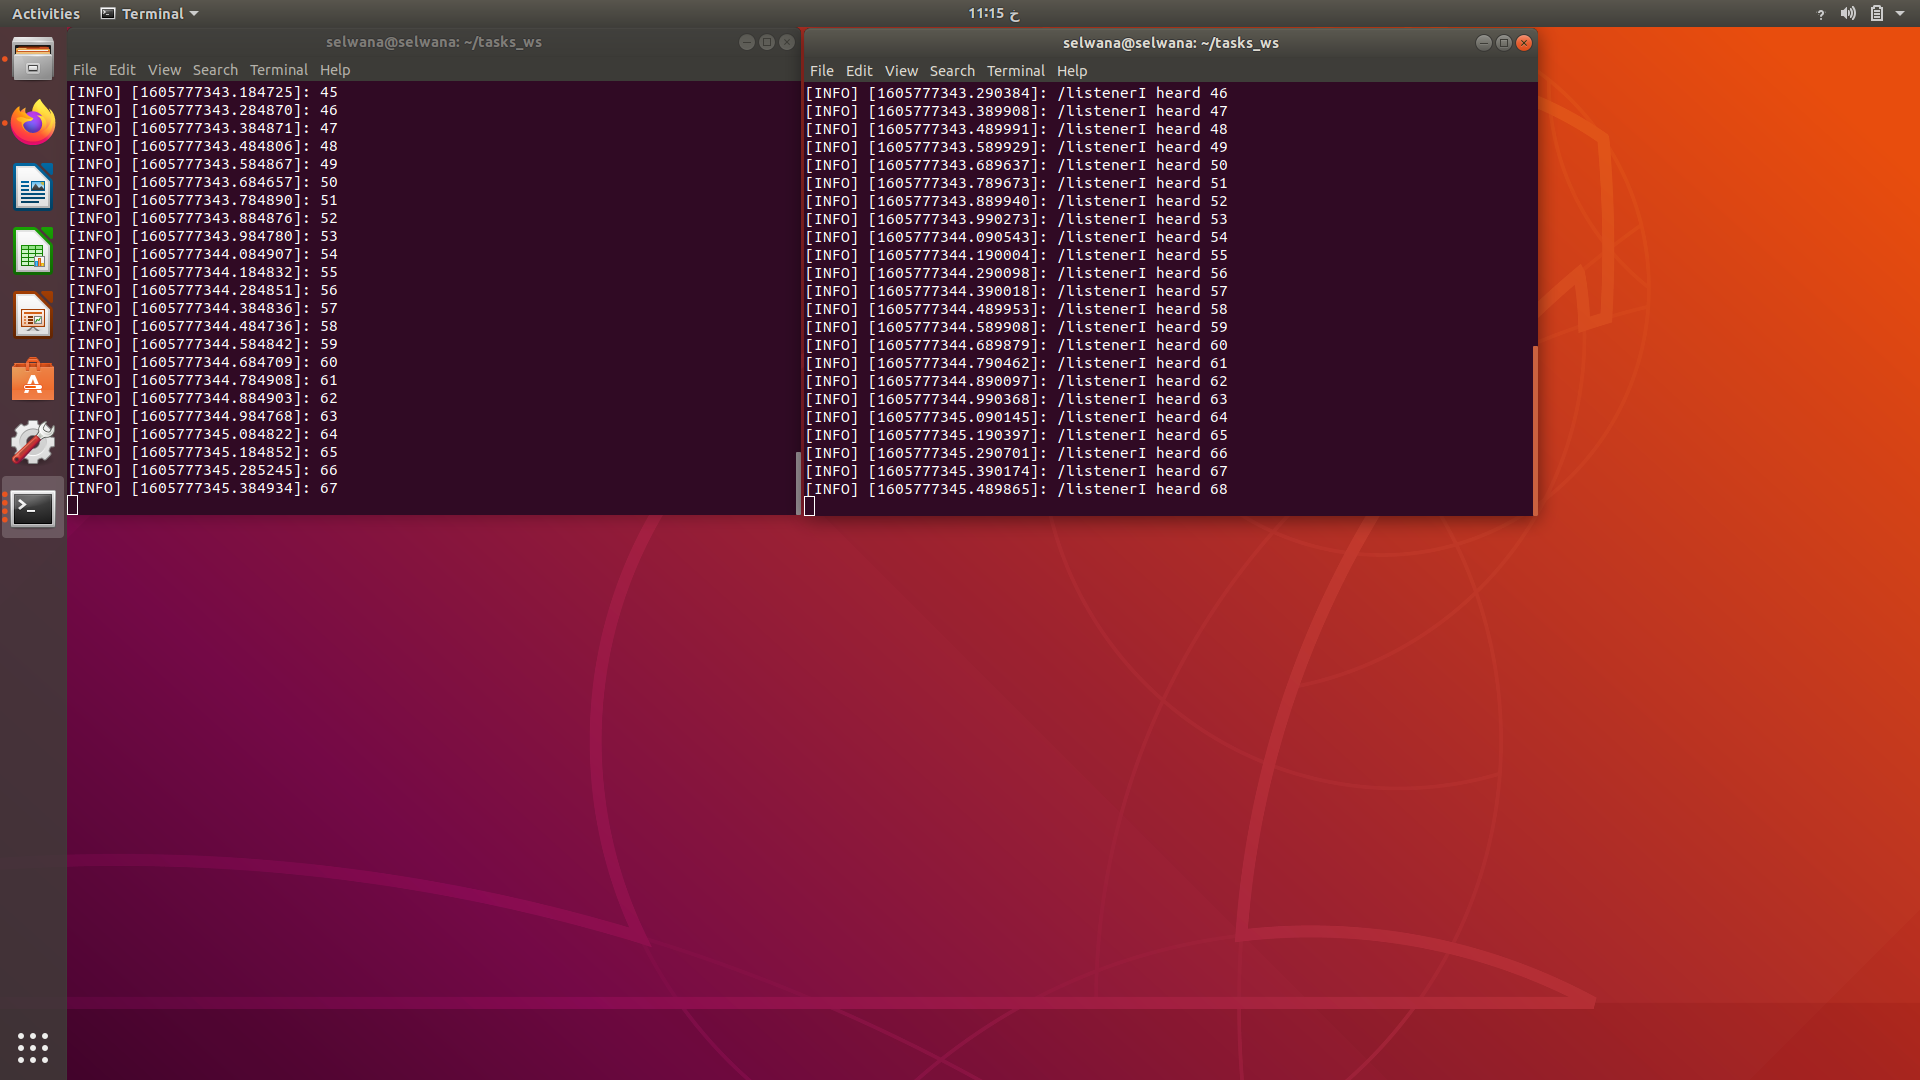 Activities
Terminal
11:15 خ
?
selwana@selwana: ~/tasks_ws
File Edit View Search Terminal Help
[INFO] [1605777343.184725]: 45
[INFO] [1605777343.284870]: 46
[INFO] [1605777343.384871]: 47
[INFO] [1605777343.484806]: 48
[INFO] [1605777343.584867]: 49
[INFO] [1605777343.684657]: 50
[INFO] [1605777343.784890]: 51
[INFO] [1605777343.884876]: 52
[INFO] [1605777343.984780]: 53
[INFO] [1605777344.084907]: 54
[INFO] [1605777344.184832]: 55
[INFO] [1605777344.284851]: 56
[INFO] [1605777344.384836]: 57
[INFO] [1605777344.484736]: 58
[INFO] [1605777344.584842]: 59
[INFO] [1605777344.684709]: 60
[INFO] [1605777344.784908]: 61
[INFO] [1605777344.884903]: 62
[INFO] [1605777344.984768]: 63
[INFO] [1605777345.084822]: 64
[INFO] [1605777345.184852]: 65
[INFO] [1605777345.285245]: 66
[INFO] [1605777345.384934]: 67
selwana@selwana: ~/tasks_ws
File Edit View Search Terminal Help
[INFO] [1605777343.290384]: /listenerI heard 46
[INFO] [1605777343.389908]: /listenerI heard 47
[INFO] [1605777343.489991]: /listenerI heard 48
[INFO] [1605777343.589929]: /listenerI heard 49
[INFO] [1605777343.689637]: /listenerI heard 50
[INFO] [1605777343.789673]: /listenerI heard 51
[INFO] [1605777343.889940]: /listenerI heard 52
[INFO] [1605777343.990273]: /listenerI heard 53
[INFO] [1605777344.090543]: /listenerI heard 54
[INFO] [1605777344.190004]: /listenerI heard 55
[INFO] [1605777344.290098]: /listenerI heard 56
[INFO] [1605777344.390018]: /listenerI heard 57
[INFO] [1605777344.489953]: /listenerI heard 58
[INFO] [1605777344.589908]: /listenerI heard 59
[INFO] [1605777344.689879]: /listenerI heard 60
[INFO] [1605777344.790462]: /listenerI heard 61
[INFO] [1605777344.890097]: /listenerI heard 62
[INFO] [1605777344.990368]: /listenerI heard 63
[INFO] [1605777345.090145]: /listenerI heard 64
[INFO] [1605777345.190397]: /listenerI heard 65
[INFO] [1605777345.290701]: /listenerI heard 66
[INFO] [1605777345.390174]: /listenerI heard 67
[INFO] [1605777345.489865]: /listenerI heard 68